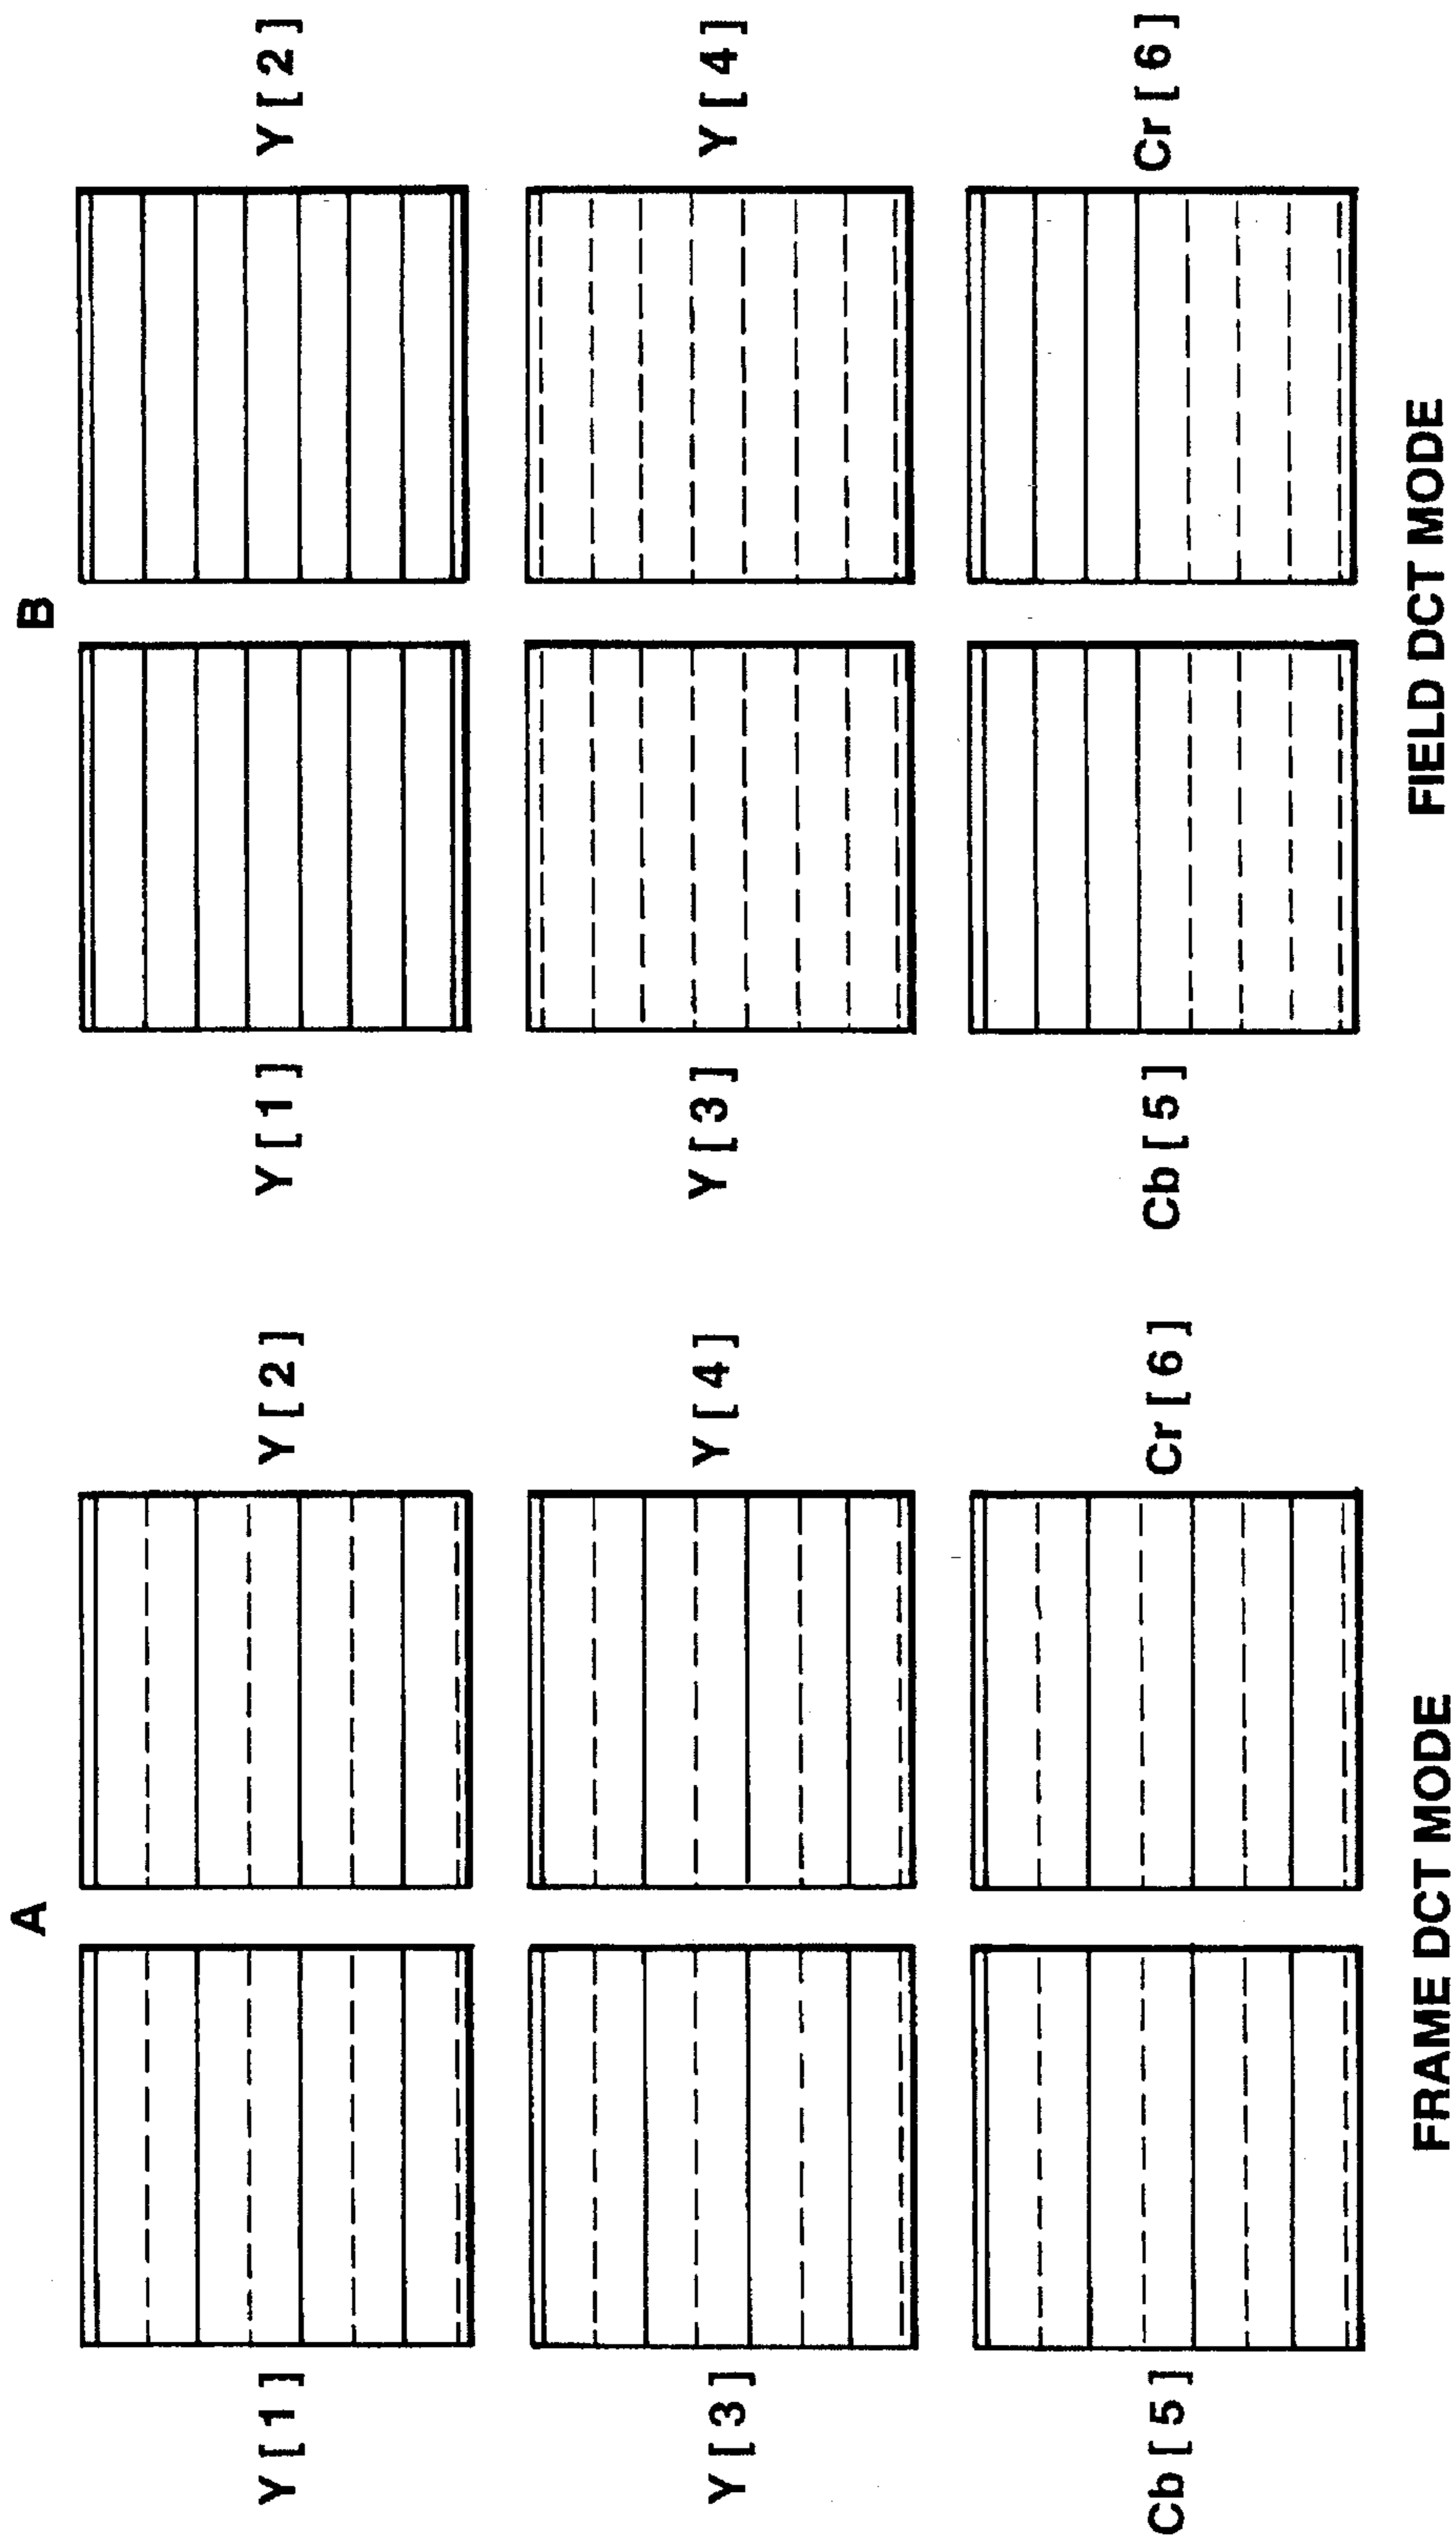 A
Y [ 1 ]
Y [ 2 ]
Y [ 3 ]
Y [ 4 ]
Cb [ 5 ]
Cr [ 6 ]
FRAME DCT MODE
B
Y [ 1 ]
Y [ 2 ]
Y [ 3 ]
Y [ 4 ]
Cb [ 5 ]
Cr [ 6 ]
FIELD DCT MODE